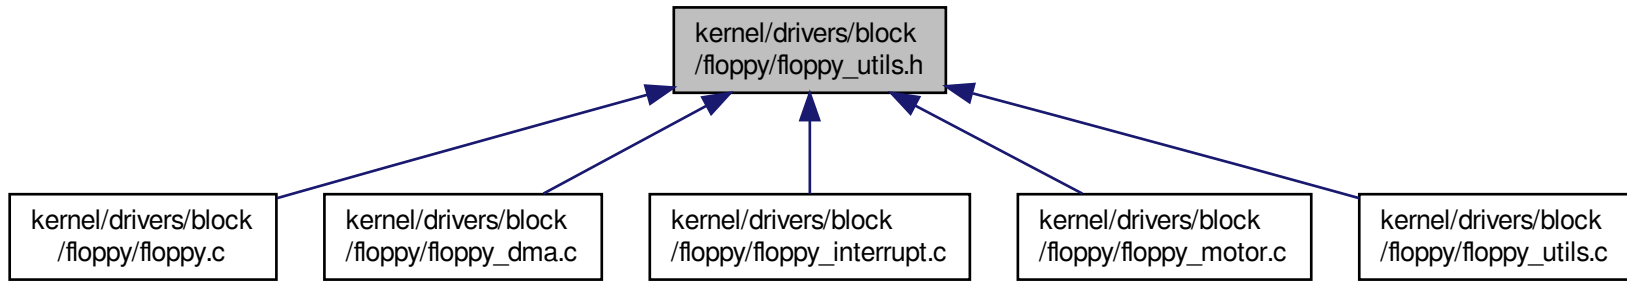 kernel/drivers/block
/floppy/floppy_utils.h
kernel/drivers/block
/floppy/floppy.c
kernel/drivers/block
/floppy/floppy_dma.c
kernel/drivers/block
/floppy/floppy_interrupt.c
kernel/drivers/block
/floppy/floppy_motor.c
kernel/drivers/block
/floppy/floppy_utils.c